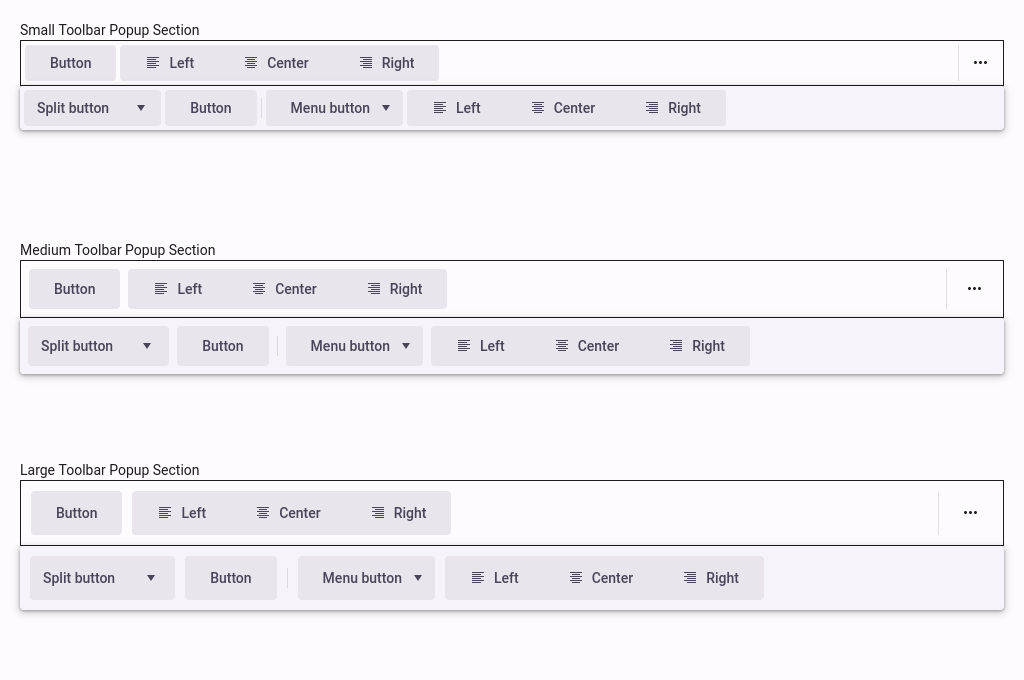 Small Toolbar Popup Section
Button Left Center Right
Split button Button Menu button Left Center Right
Medium Toolbar Popup Section
Button Left Center Right
Split button Button Menu button Left Center Right
Large Toolbar Popup Section
Button Left Center Right
Split button Button Menu button Left Center Right